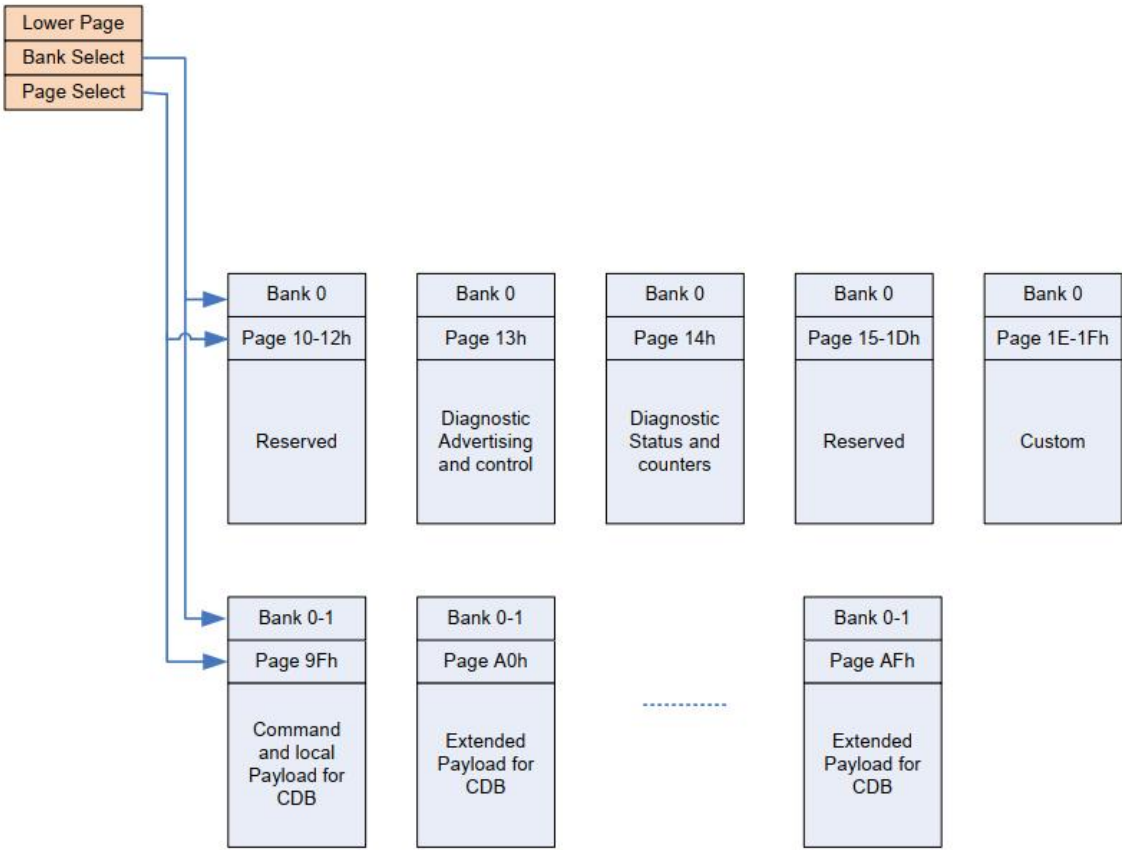 Lower Page
Bank Select
Page Select
Bank 0
Page 10-12h
Reserved
Bank 0
Page 13h
Diagnostic
Advertising
and control
Bank 0
Page 14h
Diagnostic
Status and
counters
Bank 0
Page 15-1Dh
Reserved
Bank 0
Page 1E-1Fh
Custom
Bank 0-1
Page 9Fh
Command
and local
Payload for
CDB
Bank 0-1
Page A0h
Extended
Payload for
CDB
Bank 0-1
Page AFh
Extended
Payload for
CDB